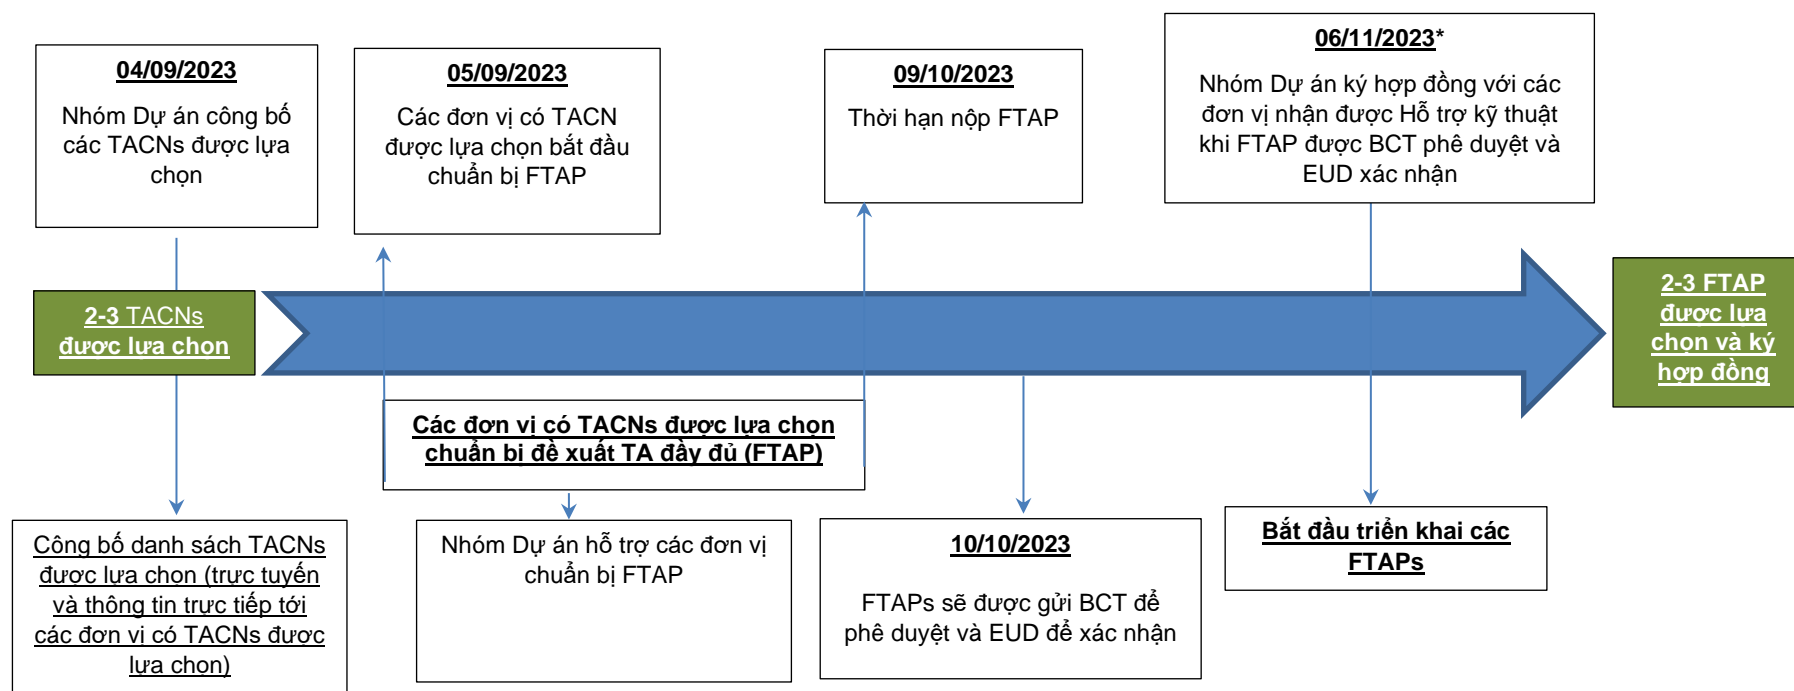 04/09/2023
Nhóm Dự án công bố
các TACNs được lựa
chọn
05/09/2023
Các đơn vị có TACN
được lựa chọn bắt đầu
chuẩn bị FTAP
09/10/2023
Thời hạn nộp FTAP
06/11/2023*
Nhóm Dự án ký hợp đồng với các
đơn vị nhận được Hỗ trợ kỹ thuật
khi FTAP được BCT phê duyệt và
EUD xác nhận
2-3 TACNs
được lựa chọn
2-3 FTAP
được lựa
chọn và ký
hợp đồng
Các đơn vị có TACNs được lựa chọn
chuẩn bị đề xuất TA đầy đủ (FTAP)
Công bố danh sách TACNs
được lựa chọn (trực tuyến
và thông tin trực tiếp tới
các đơn vị có TACNs được
lựa chọn)
Nhóm Dự án hỗ trợ các đơn vị
chuẩn bị FTAP
10/10/2023
FTAPs sẽ được gửi BCT để
phê duyệt và EUD để xác nhận
Bắt đầu triển khai các
FTAPs